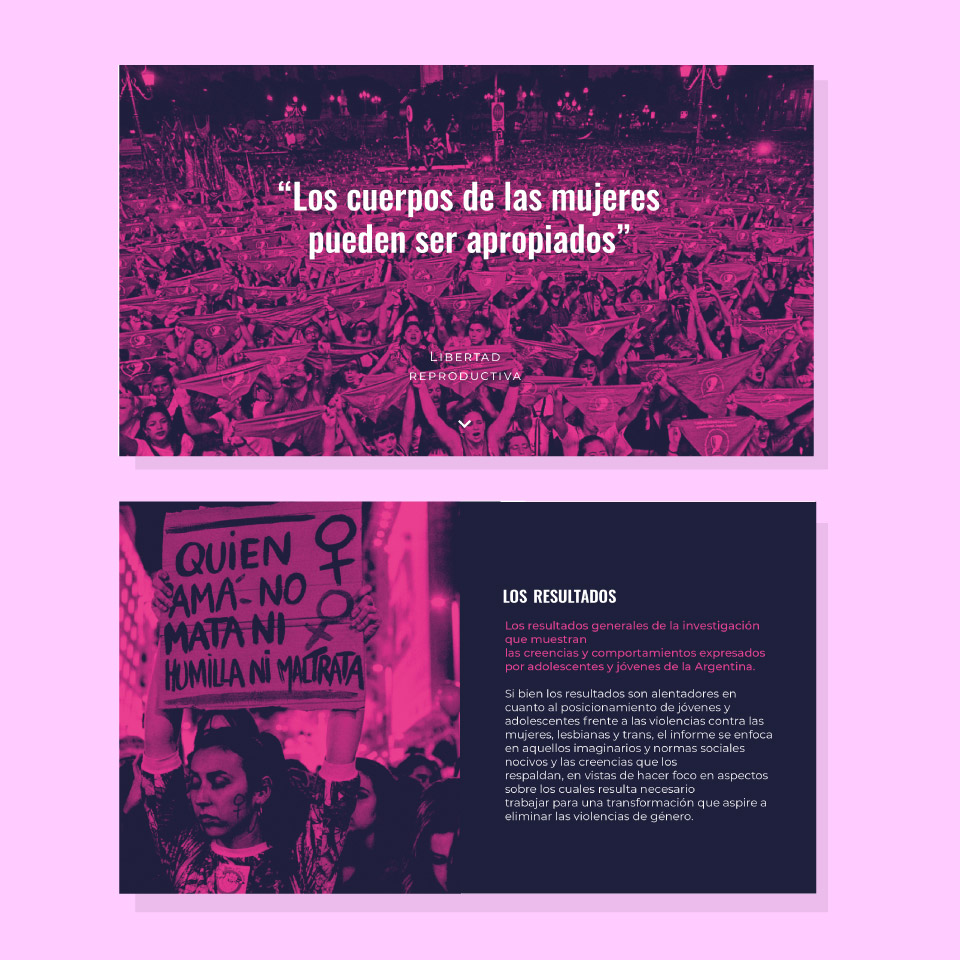 “Los cuerpos de las mujeres
pueden ser apropiados”
LIBERTAD
REPRODUCTIVA
QUiEN
AMA-NO
MATA NI
HUMILLA Ni MALTRATA
LOS RESULTADOS
Los resultados generales de la investigación
que muestran
las creencias y comportamientos expresados
por adolescentes y jóvenes de la Argentina.
Si bien los resultados son alentadores en
cuanto al posicionamiento de jóvenes y
adolescentes frente a las violencias contra las
mujeres, lesbianas y trans, el informe se enfoca
en aquellos imaginarios y normas sociales
nocivos y las creencias que los
respaldan, en vistas de hacer foco en aspectos
sobre los cuales resulta necesario
trabajar para una transformación que aspire a
eliminar las violencias de género.